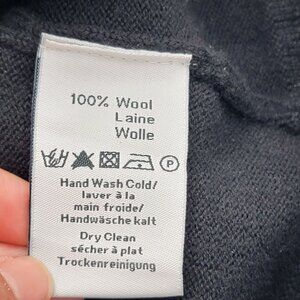 100% Wool
Laine
Wolle
P
Hand Wash Cold/
laver à la
main froide/
Handwäsche kalt
Dry Clean
sécher à plat
Trockenreinigung